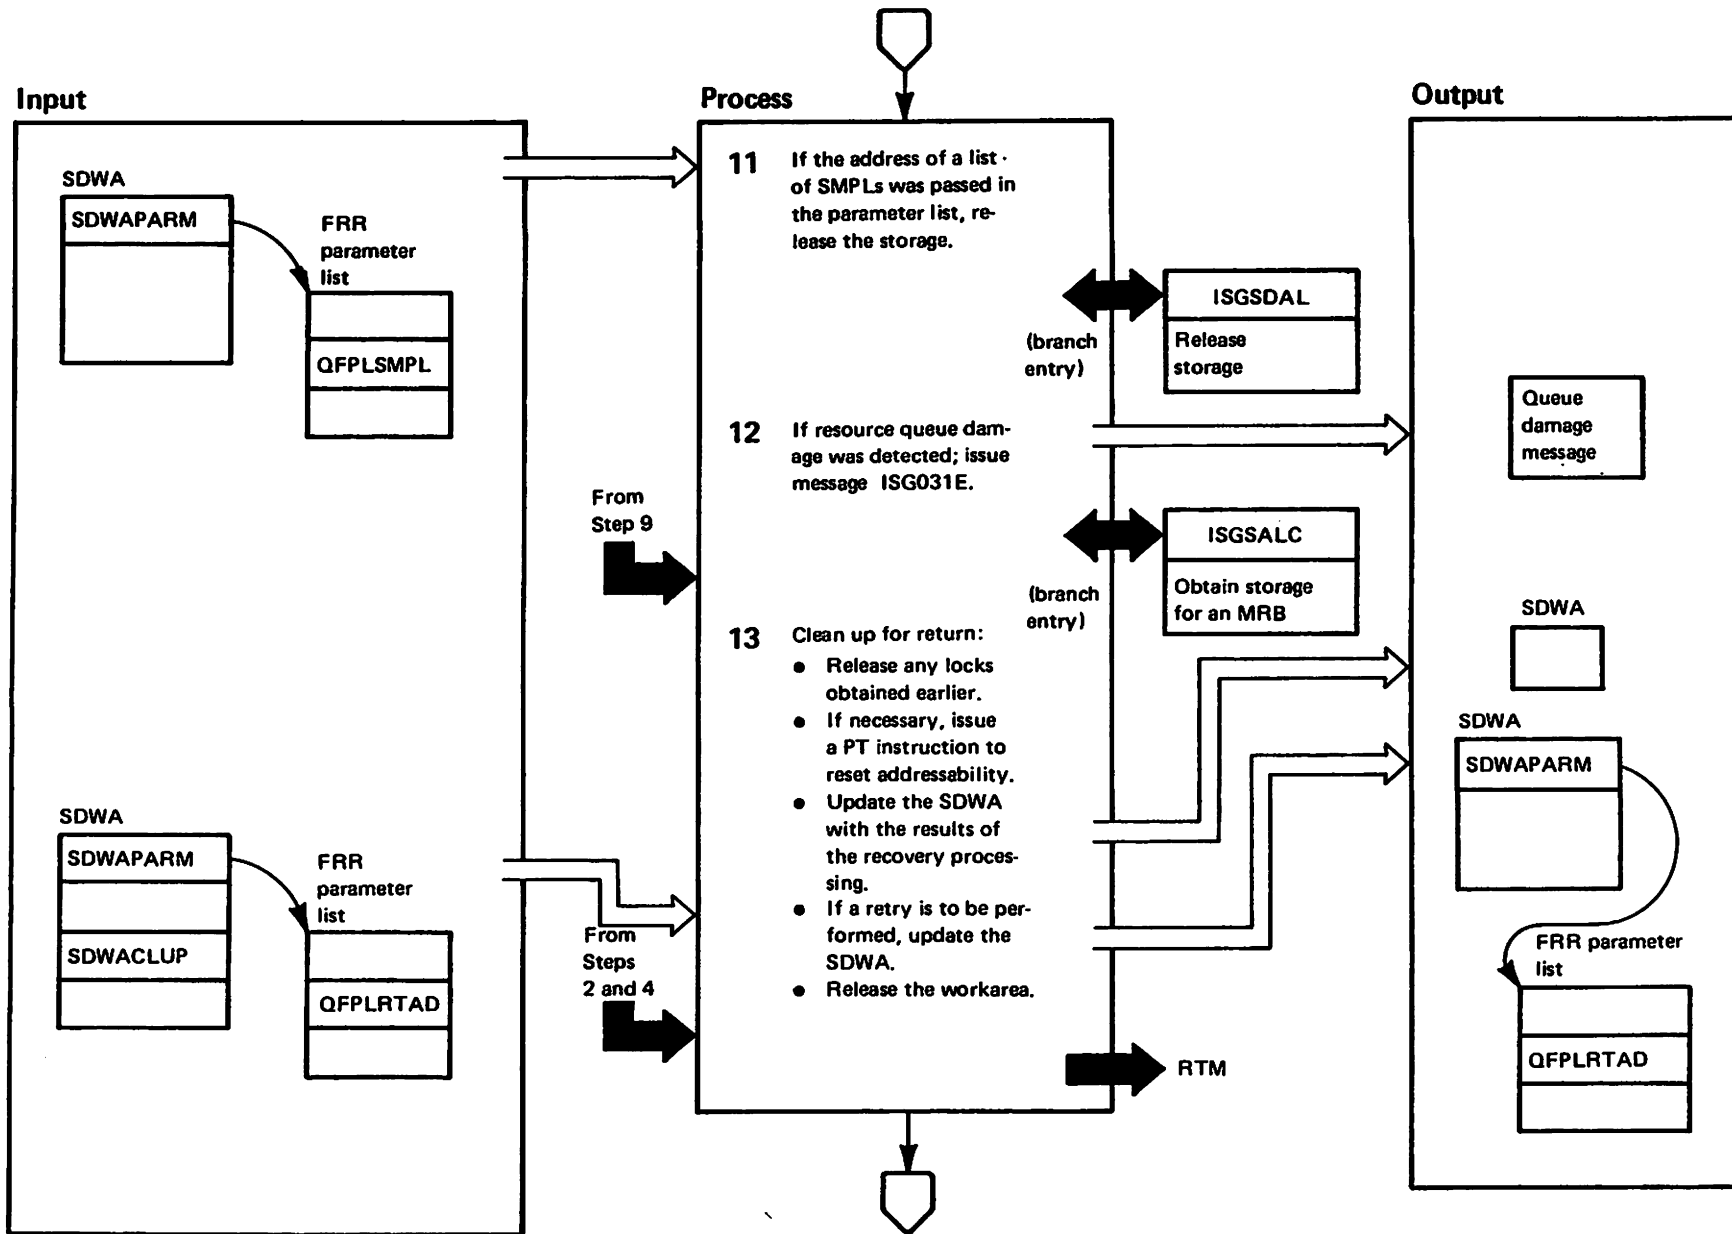 Input
SDWA
SDWAPARM
FRR
parameter
list
QFPLSMPL
SDWA
SDWAPARM
SDWACLUP
FRR
parameter
list
QFPLRTAD
Process
11 If the address of a list
of SMPLs was passed in
the parameter list, re-
lease the storage.
ISGSDAL
Release
storage
(branch
entry)
12 If resource queue dam-
age was detected; issue
message ISG031E.
From
Step 9
ISGSALC
Obtain storage
for an MRB
(branch
entry)
13 Clean up for return:
● Release any locks
obtained earlier.
● If necessary, issue
a PT instruction to
reset addressability.
● Update the SDWA
with the results of
the recovery proces-
sing.
● If a retry is to be per-
formed, update the
SDWA.
● Release the workarea.
From
Steps
2 and 4
RTM
Output
Queue
damage
message
SDWA
SDWA
SDWAPARM
FRR parameter
list
QFPLRTAD